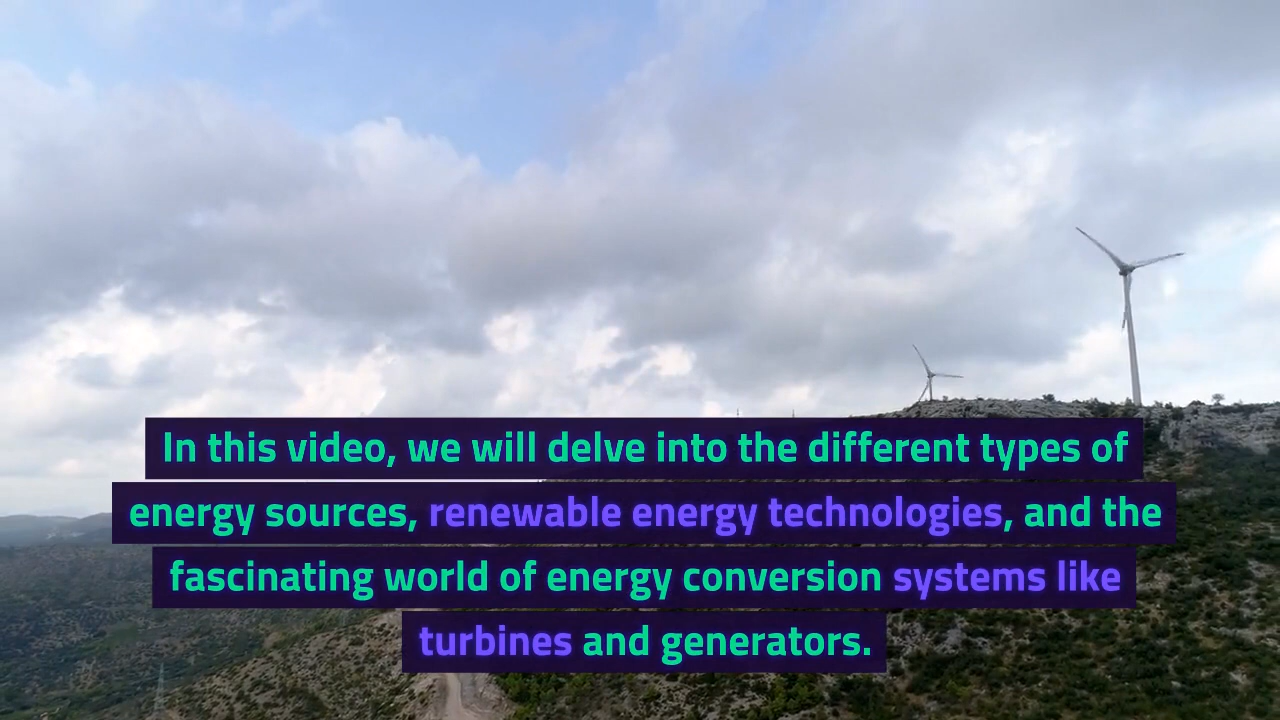 In this video, we will delve into the different types of
energy sources, renewable energy technologies, and the
fascinating world of energy conversion systems like
turbines and generators.